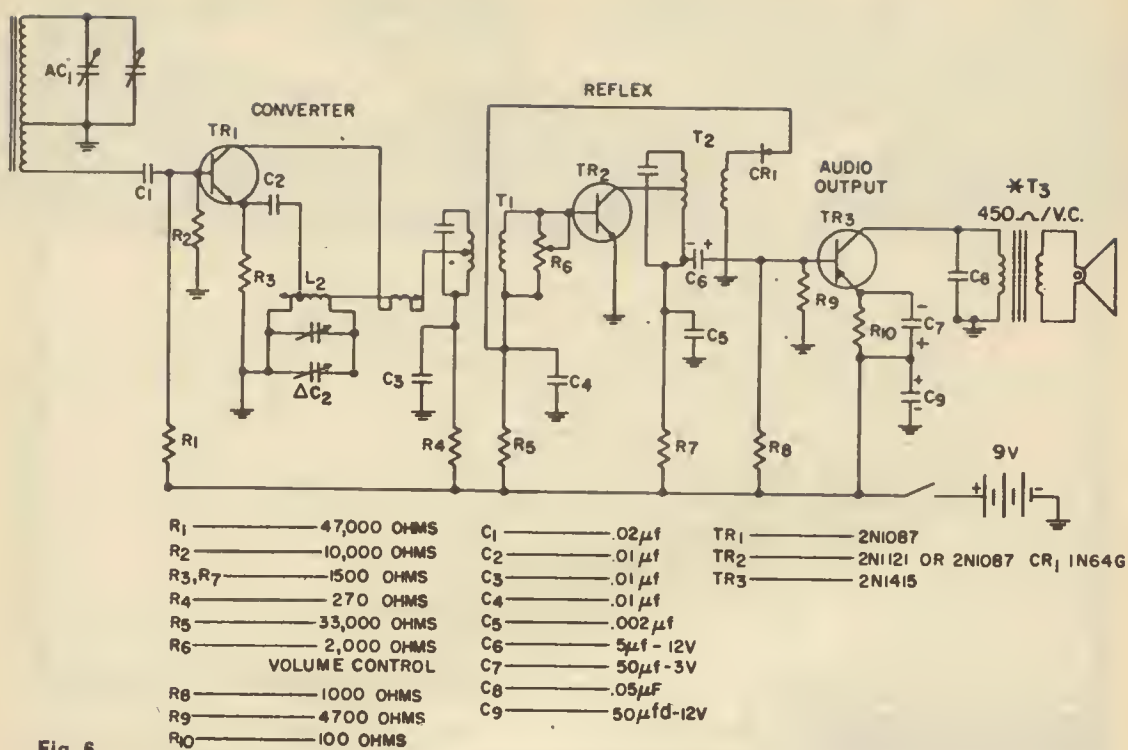 AC1
CONVERTER
TR1
C1
C2
R2
R3
L2
ΔC2
R1
REFLEX
T1
T2
CR1
TR2
R6
C6
- +
C3
C4
C5
R4
R5
R7
R8
AUDIO
OUTPUT
TR3
*T3
450 Ω/V.C.
R9
R10
C8
C7
-
+
C9
+
-
9V
+ -
R1 47,000 OHMS
R2 10,000 OHMS
R3,R7 1500 OHMS
R4 270 OHMS
R5 33,000 OHMS
R6 2,000 OHMS
VOLUME CONTROL
R8 1000 OHMS
R9 4700 OHMS
R10 100 OHMS
C1 .02µf
C2 .01µf
C3 .01µf
C4 .01µf
C5 .002µf
C6 5µf-12V
C7 50µf-3V
C8 .05µF
C9 50µfd-12V
TR1 2N1087
TR2 2N1121 OR 2N1087 CR1 1N64G
TR3 2N1415
Fig. 6